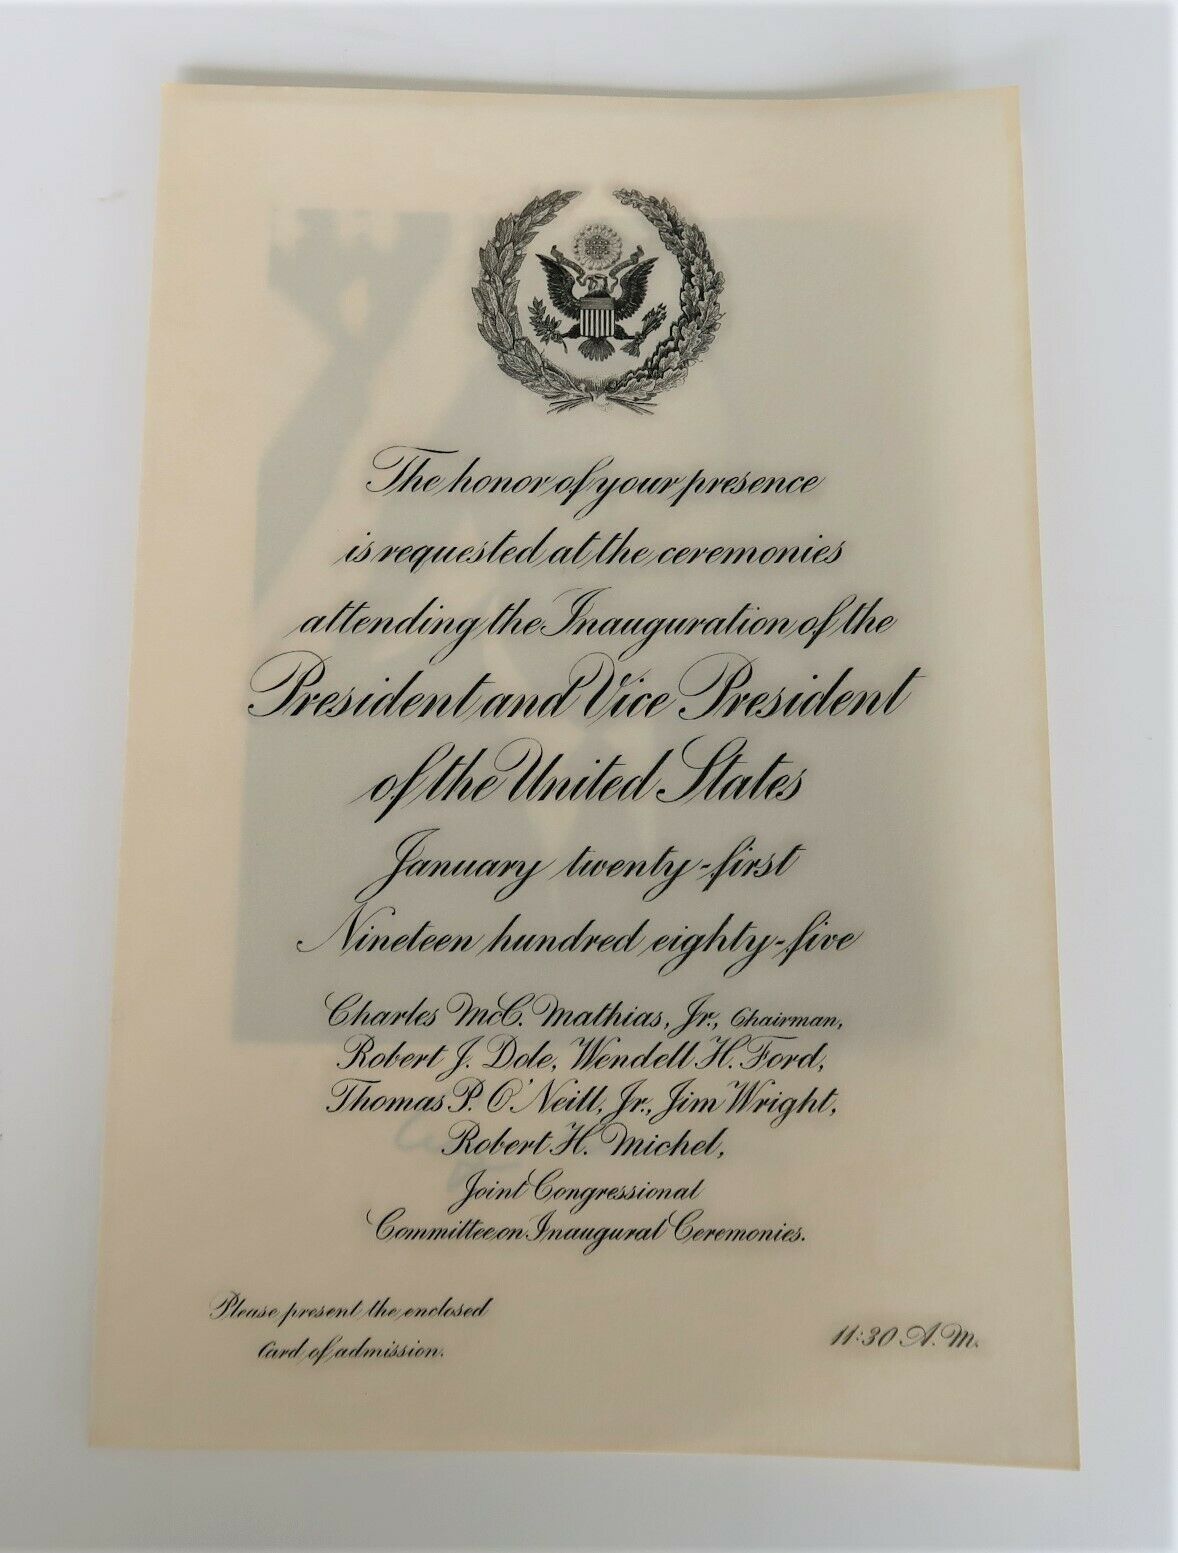 The honor of your presence
is requested at the ceremonies
attending the Inauguration of the
President and Vice President
of the United States
January twenty-first
Nineteen hundred eighty-five
Charles McC. Mathias, Jr., Chairman,
Robert J. Dole, Wendell H. Ford,
Thomas P. O'Neill, Jr., Jim Wright,
Robert H. Michel,
Joint Congressional
Committee on Inaugural Ceremonies.
Please present the enclosed
Card of admission.
11:30 A.M.